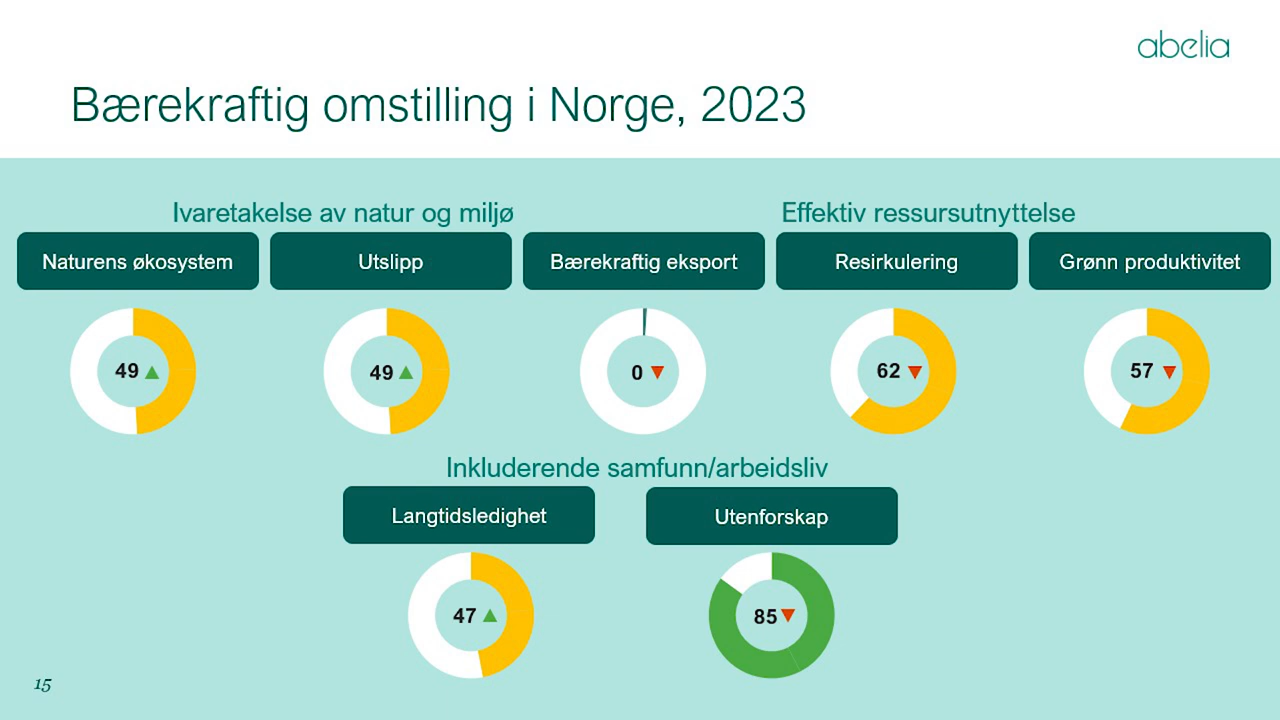 abelia
Bærekraftig omstilling i Norge, 2023
Ivaretakelse av natur og miljø
Effektiv ressursutnyttelse
Naturens økosystem
Utslipp
Bærekraftig eksport
Resirkulering
Grønn produktivitet
49
49
0
62
57
Inkluderende samfunn/arbeidsliv
Langtidsledighet
Utenforskap
47
85
15